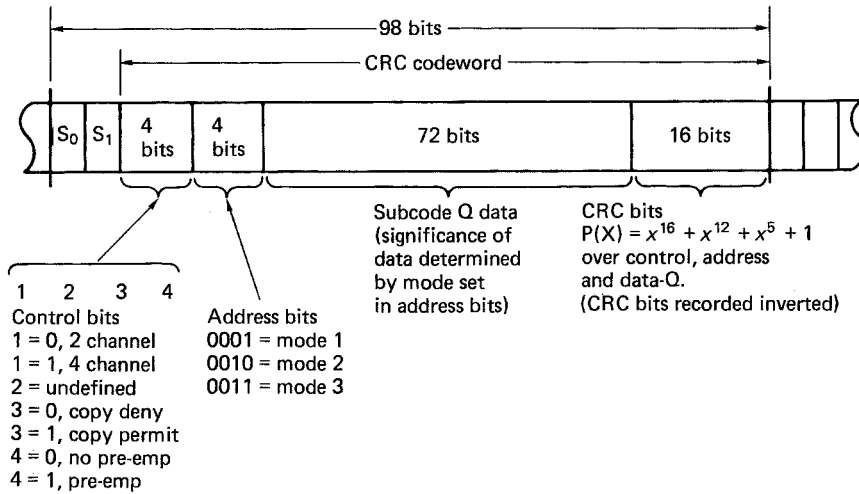 98 bits
CRC codeword
S₀ S₁ 4 bits 4 bits 72 bits 16 bits
1 2 3 4
Control bits
1 = 0, 2 channel
1 = 1, 4 channel
2 = undefined
3 = 0, copy deny
3 = 1, copy permit
4 = 0, no pre-emp
4 = 1, pre-emp
Address bits
0001 = mode 1
0010 = mode 2
0011 = mode 3
Subcode Q data
(significance of
data determined
by mode set
in address bits)
CRC bits
P(X) = x¹⁶ + x¹² + x⁵ + 1
over control, address
and data-Q.
(CRC bits recorded inverted)